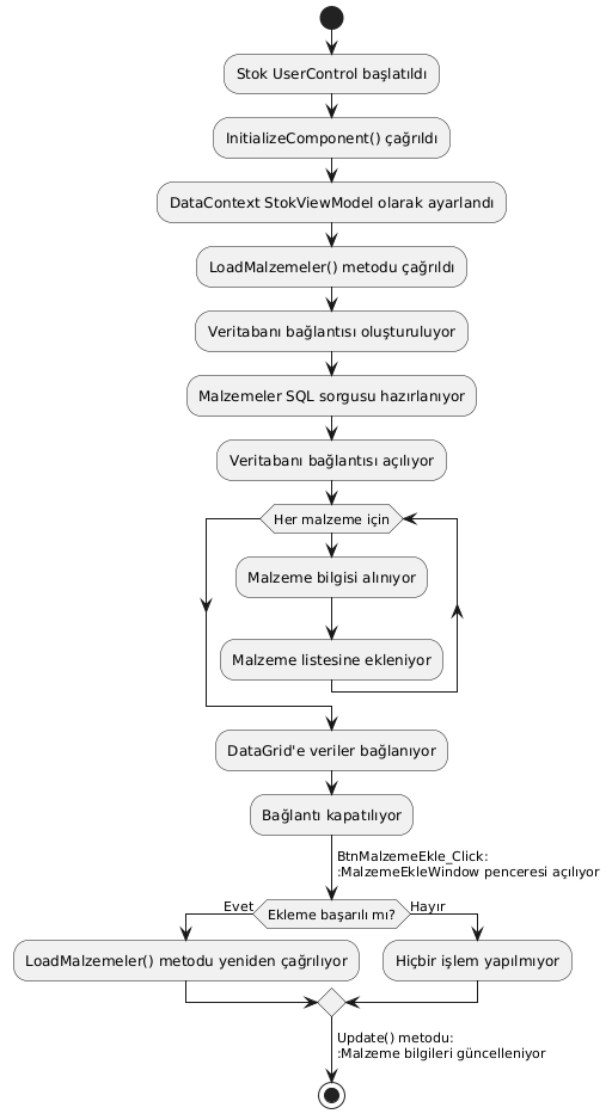 Stok UserControl başlatıldı
InitializeComponent() çağrıldı
DataContext StokViewModel olarak ayarlandı
LoadMalzemeler() metodu çağrıldı
Veritabanı bağlantısı oluşturuluyor
Malzemeler SQL sorgusu hazırlanıyor
Veritabanı bağlantısı açılıyor
Her malzeme için
Malzeme bilgisi alınıyor
Malzeme listesine ekleniyor
DataGrid'e veriler bağlanıyor
Bağlantı kapatılıyor
BtnMalzemeEkle_Click:
:MalzemeEkleWindow penceresi açılıyor
Evet
Ekleme başarılı mı?
Hayır
LoadMalzemeler() metodu yeniden çağrılıyor
Hiçbir işlem yapılmıyor
Update() metodu:
:Malzeme bilgileri güncelleniyor